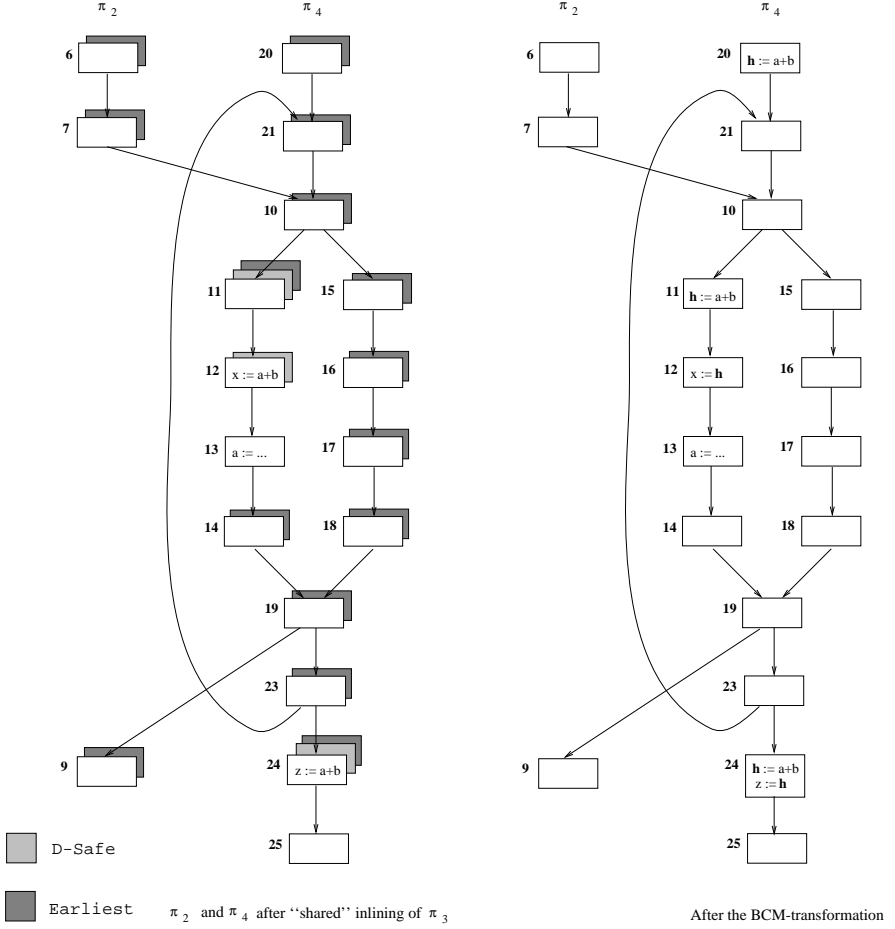 π 2
π 4
π 2
π 4
6
20
6
20
h := a+b
7
21
7
21
10
10
11
15
11
h := a+b
15
12
x := a+b
16
12
x := h
16
13
a := ...
17
13
a := ...
17
14
18
14
18
19
19
23
23
9
24
z := a+b
9
24
h := a+b
z := h
25
25
D-Safe
Earliest
π 2 and π 4 after ‘‘shared’’ inlining of π 3
After the BCM-transformation